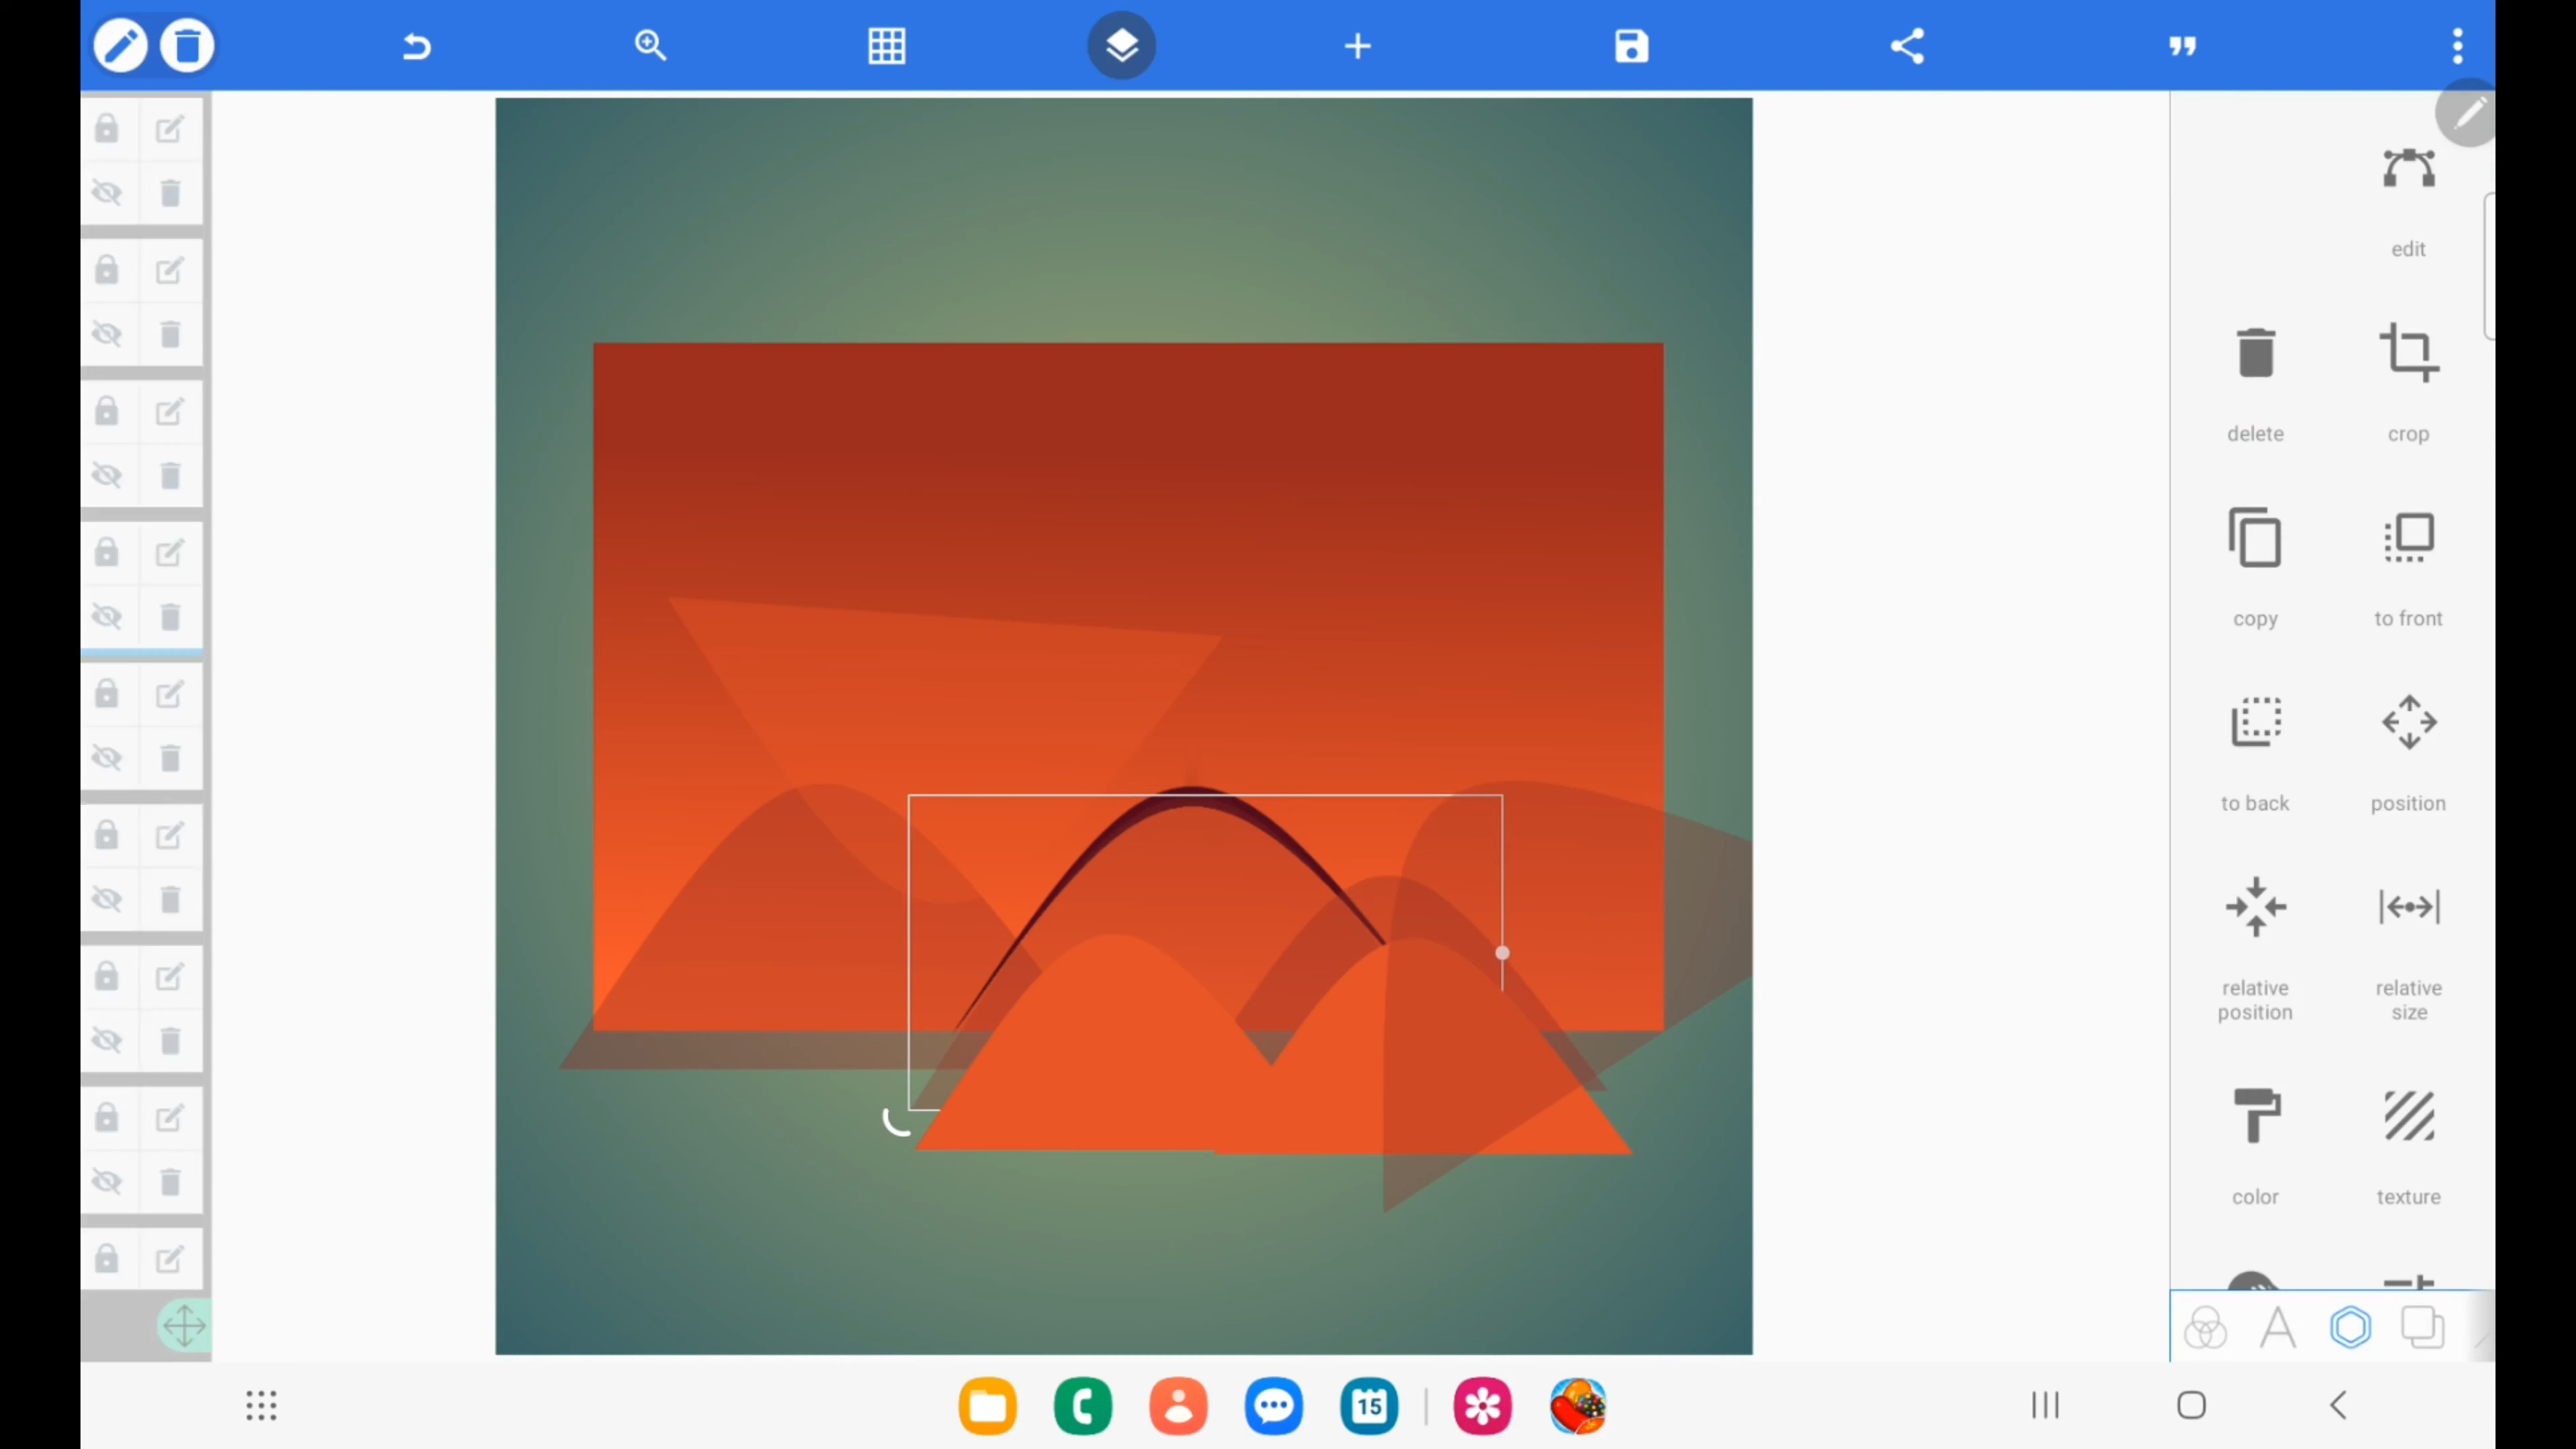 edit
delete
crop
copy
to front
to back
position
relative
position
relative
size
color
texture
15